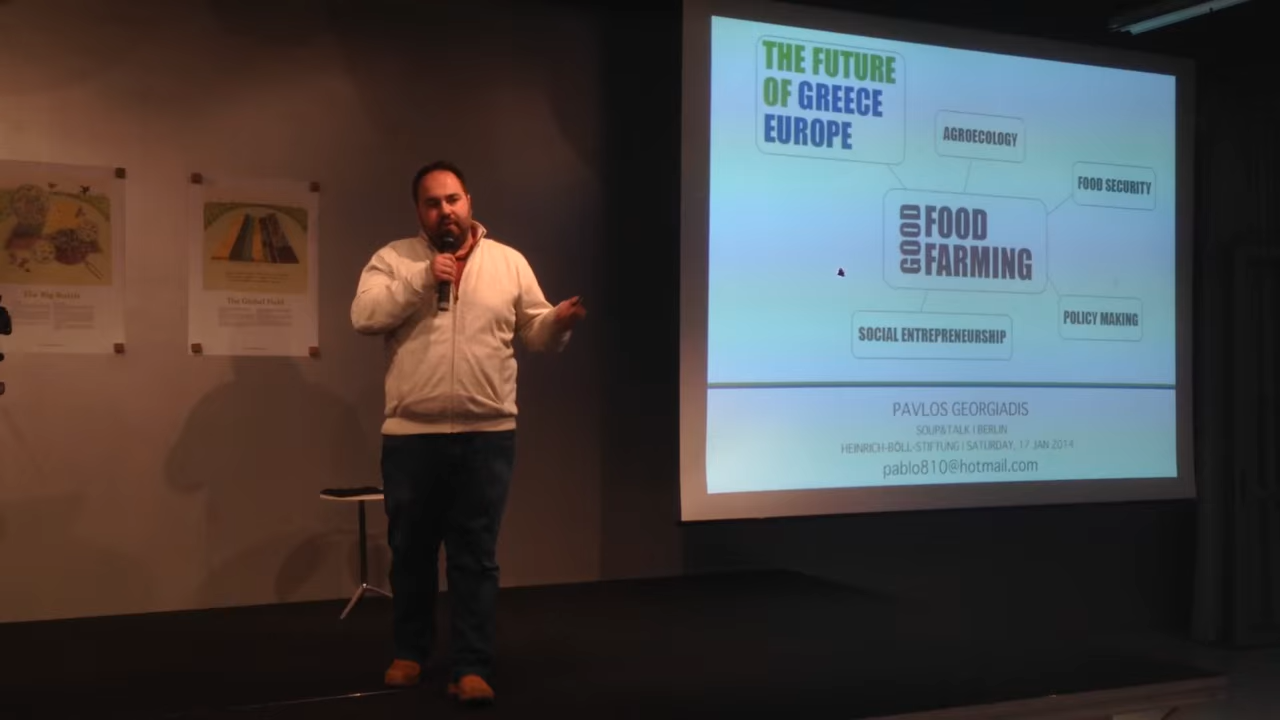 THE FUTURE
OF GREECE
EUROPE
AGROECOLOGY
FOOD SECURITY
GOOD
FOOD
FARMING
POLICY MAKING
SOCIAL ENTREPRENEURSHIP
PAVLOS GEORGIADIS
SOUP&TALK | BERLIN
HEINRICH-BÖLL-STIFTUNG | SATURDAY, 17 JAN 2014
pablo810@hotmail.com
The Big Bustle
The Global Field